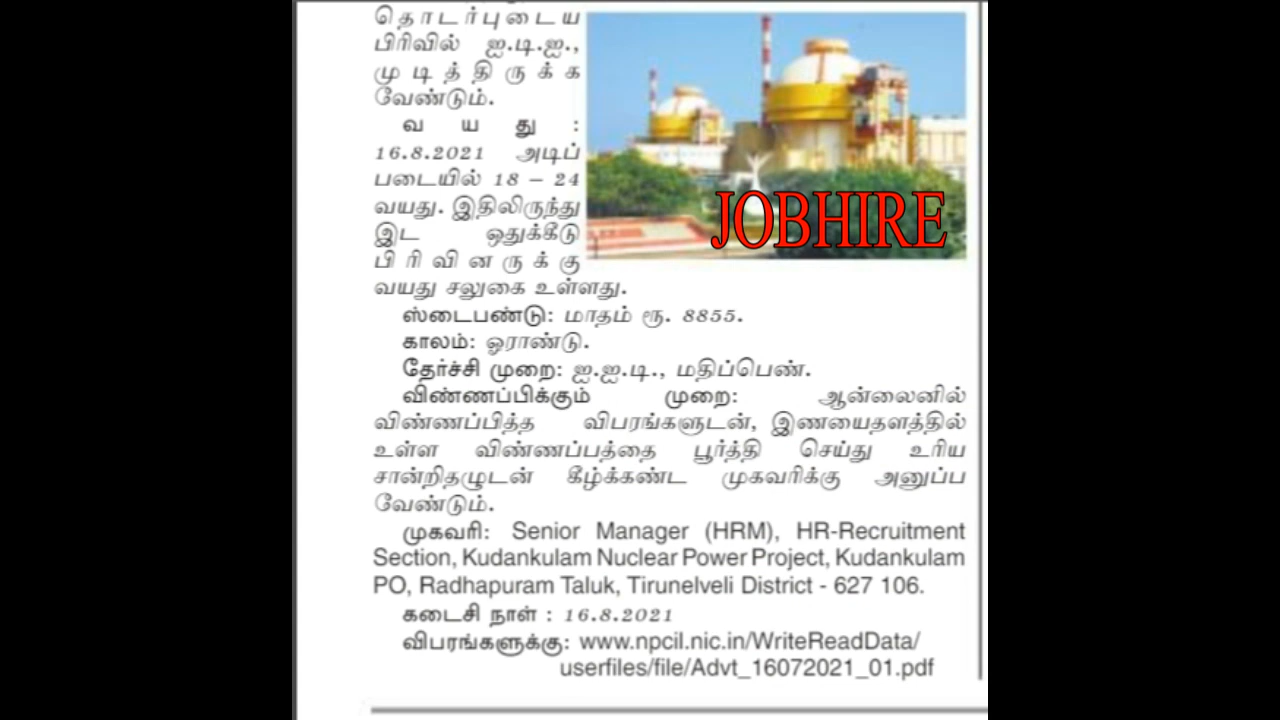 தொடர்புடைய
பிரிவில் ஐ.டி.ஐ.,
முடித்திருக்க
வேண்டும்.
வயது :
16.8.2021 அடிப்
படையில் 18 – 24
வயது. இதிலிருந்து
இட ஒதுக்கீடு
பிரிவினருக்கு
வயது சலுகை உள்ளது.
ஸ்டைபண்டு: மாதம் ரூ. 8855.
காலம்: ஓராண்டு.
தேர்ச்சி முறை: ஐ.ஐ.டி., மதிப்பெண்.
விண்ணப்பிக்கும் முறை: ஆன்லைனில்
விண்ணப்பித்த விபரங்களுடன், இணையைதளத்தில்
உள்ள விண்ணப்பத்தை பூர்த்தி செய்து உரிய
சான்றிதழுடன் கீழ்க்கண்ட முகவரிக்கு அனுப்ப
வேண்டும்.
முகவரி: Senior Manager (HRM), HR-Recruitment
Section, Kudankulam Nuclear Power Project, Kudankulam
PO, Radhapuram Taluk, Tirunelveli District - 627 106.
கடைசி நாள் : 16.8.2021
விபரங்களுக்கு: www.npcil.nic.in/WriteReadData/
userfiles/file/Advt_16072021_01.pdf
JOBHIRE